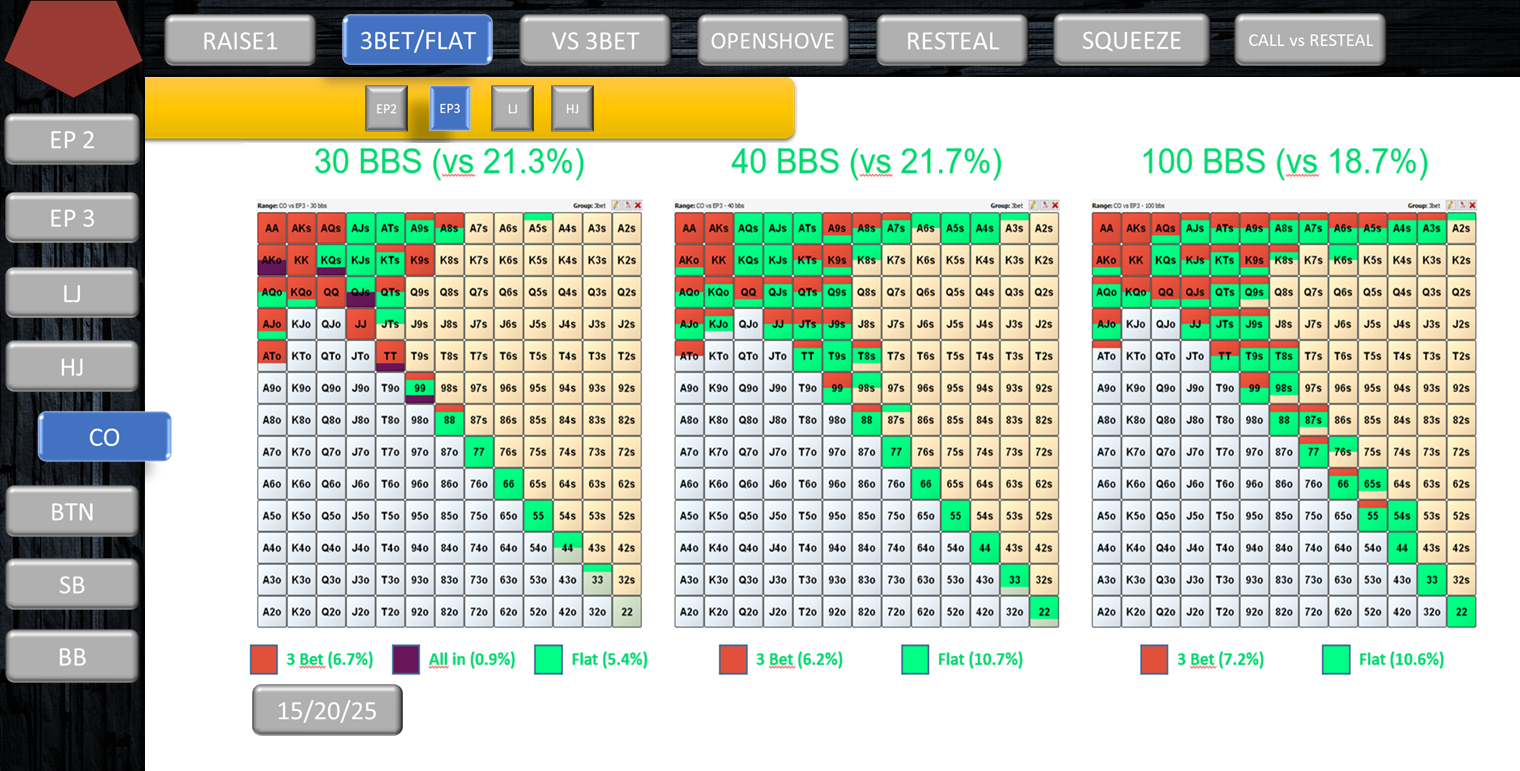 RAISE1 3BET/FLAT VS 3BET OPENSHOVE RESTEAL SQUEEZE CALL vs RESTEAL
EP2 EP3 LJ HJ
EP 2
EP 3
LJ
HJ
CO
BTN
SB
BB
30 BBS (vs 21.3%) 40 BBS (vs 21.7%) 100 BBS (vs 18.7%)
Range: CO vs EP3 - 30 bbs Group: 3bet
AA AKs AQs AJs ATs A9s A8s A7s A6s A5s A4s A3s A2s
AKo KK KQs KJs KTs K9s K8s K7s K6s K5s K4s K3s K2s
AQo KQo QQ QJs QTs Q9s Q8s Q7s Q6s Q5s Q4s Q3s Q2s
AJo KJo QJo JJ JTs J9s J8s J7s J6s J5s J4s J3s J2s
ATo KTo QTo JTo TT T9s T8s T7s T6s T5s T4s T3s T2s
A9o K9o Q9o J9o T9o 99 98s 97s 96s 95s 94s 93s 92s
A8o K8o Q8o J8o T8o 98o 88 87s 86s 85s 84s 83s 82s
A7o K7o Q7o J7o T7o 97o 87o 77 76s 75s 74s 73s 72s
A6o K6o Q6o J6o T6o 96o 86o 76o 66 65s 64s 63s 62s
A5o K5o Q5o J5o T5o 95o 85o 75o 65o 55 54s 53s 52s
A4o K4o Q4o J4o T4o 94o 84o 74o 64o 54o 44 43s 42s
A3o K3o Q3o J3o T3o 93o 83o 73o 63o 53o 43o 33 32s
A2o K2o Q2o J2o T2o 92o 82o 72o 62o 52o 42o 32o 22
3 Bet (6.7%) All in (0.9%) Flat (5.4%)
Range: CO vs EP3 - 40 bbs Group: 3bet
AA AKs AQs AJs ATs A9s A8s A7s A6s A5s A4s A3s A2s
AKo KK KQs KJs KTs K9s K8s K7s K6s K5s K4s K3s K2s
AQo KQo QQ QJs QTs Q9s Q8s Q7s Q6s Q5s Q4s Q3s Q2s
AJo KJo QJo JJ JTs J9s J8s J7s J6s J5s J4s J3s J2s
ATo KTo QTo JTo TT T9s T8s T7s T6s T5s T4s T3s T2s
A9o K9o Q9o J9o T9o 99 98s 97s 96s 95s 94s 93s 92s
A8o K8o Q8o J8o T8o 98o 88 87s 86s 85s 84s 83s 82s
A7o K7o Q7o J7o T7o 97o 87o 77 76s 75s 74s 73s 72s
A6o K6o Q6o J6o T6o 96o 86o 76o 66 65s 64s 63s 62s
A5o K5o Q5o J5o T5o 95o 85o 75o 65o 55 54s 53s 52s
A4o K4o Q4o J4o T4o 94o 84o 74o 64o 54o 44 43s 42s
A3o K3o Q3o J3o T3o 93o 83o 73o 63o 53o 43o 33 32s
A2o K2o Q2o J2o T2o 92o 82o 72o 62o 52o 42o 32o 22
3 Bet (6.2%) Flat (10.7%)
Range: CO vs EP3 - 100 bbs Group: 3bet
AA AKs AQs AJs ATs A9s A8s A7s A6s A5s A4s A3s A2s
AKo KK KQs KJs KTs K9s K8s K7s K6s K5s K4s K3s K2s
AQo KQo QQ QJs QTs Q9s Q8s Q7s Q6s Q5s Q4s Q3s Q2s
AJo KJo QJo JJ JTs J9s J8s J7s J6s J5s J4s J3s J2s
ATo KTo QTo JTo TT T9s T8s T7s T6s T5s T4s T3s T2s
A9o K9o Q9o J9o T9o 99 98s 97s 96s 95s 94s 93s 92s
A8o K8o Q8o J8o T8o 98o 88 87s 86s 85s 84s 83s 82s
A7o K7o Q7o J7o T7o 97o 87o 77 76s 75s 74s 73s 72s
A6o K6o Q6o J6o T6o 96o 86o 76o 66 65s 64s 63s 62s
A5o K5o Q5o J5o T5o 95o 85o 75o 65o 55 54s 53s 52s
A4o K4o Q4o J4o T4o 94o 84o 74o 64o 54o 44 43s 42s
A3o K3o Q3o J3o T3o 93o 83o 73o 63o 53o 43o 33 32s
A2o K2o Q2o J2o T2o 92o 82o 72o 62o 52o 42o 32o 22
3 Bet (7.2%) Flat (10.6%)
15/20/25